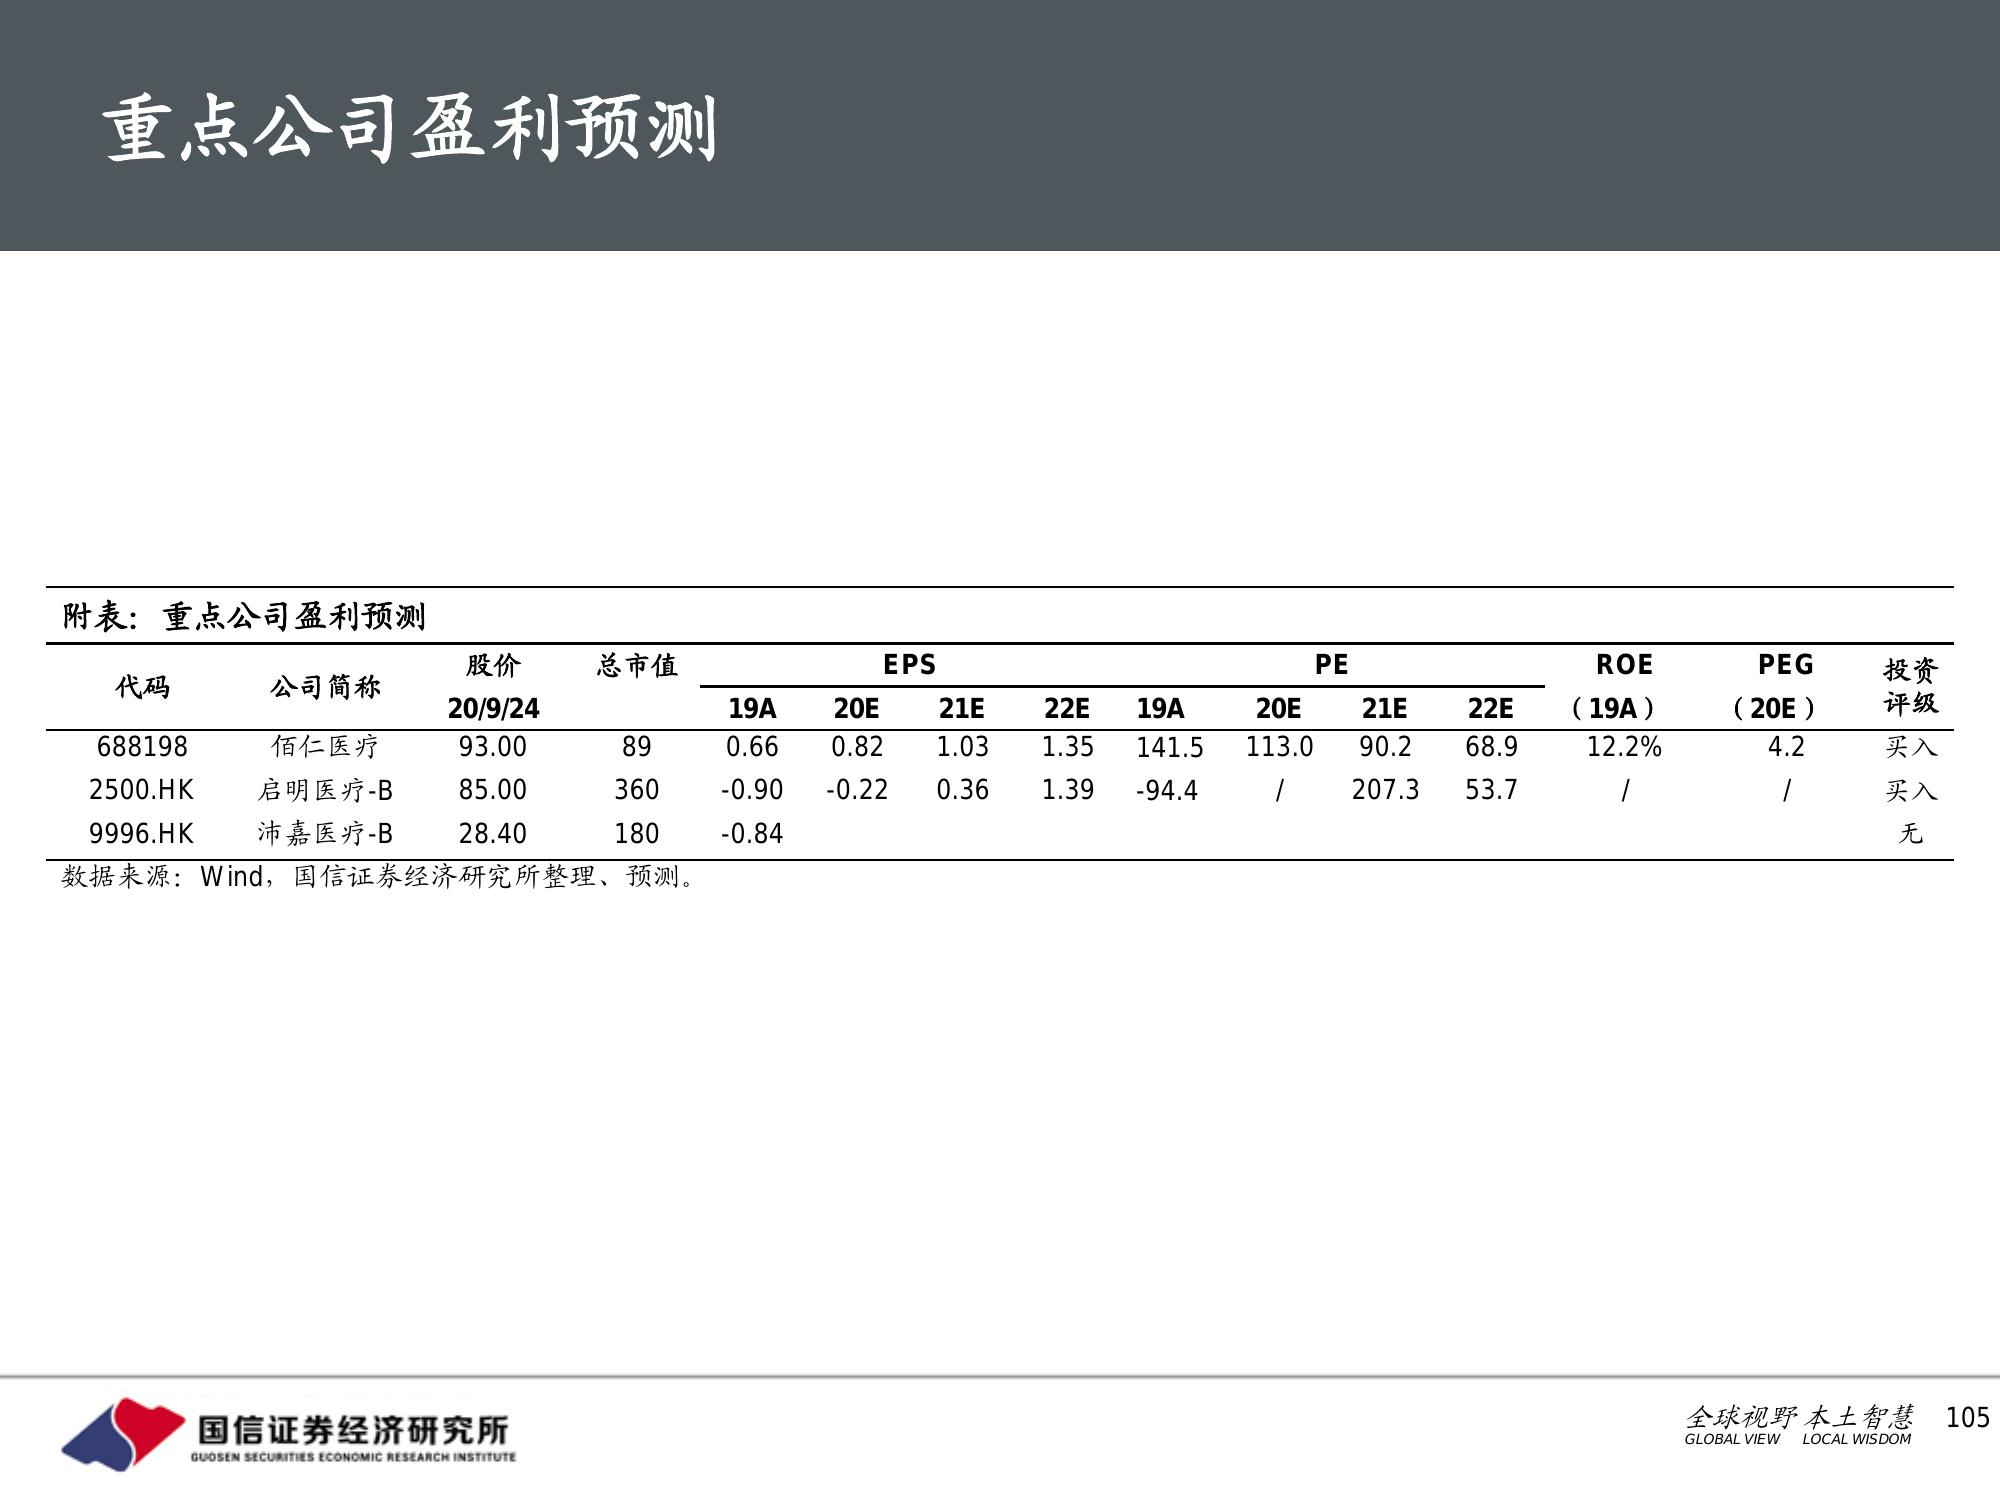 重点公司盈利预测
附表：重点公司盈利预测
代码 公司简称 股价 总市值 EPS PE ROE PEG 投资评级
20/9/24 19A 20E 21E 22E 19A 20E 21E 22E （19A） （20E）
688198 佰仁医疗 93.00 89 0.66 0.82 1.03 1.35 141.5 113.0 90.2 68.9 12.2% 4.2 买入
2500.HK 启明医疗-B 85.00 360 -0.90 -0.22 0.36 1.39 -94.4 / 207.3 53.7 / / 买入
9996.HK 沛嘉医疗-B 28.40 180 -0.84 无
数据来源：Wind，国信证券经济研究所整理、预测。
国信证券经济研究所
GUOSEN SECURITIES ECONOMIC RESEARCH INSTITUTE
全球视野 本土智慧 105
GLOBAL VIEW LOCAL WISDOM